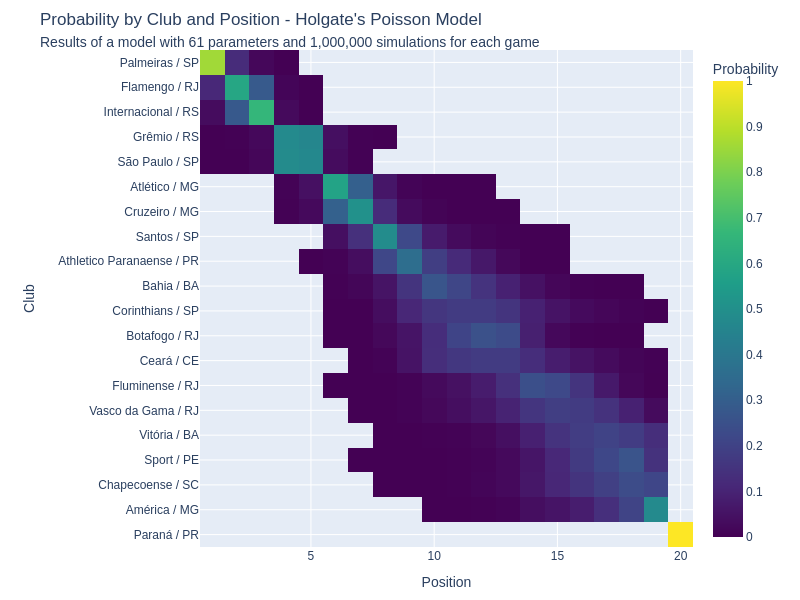 Probability by Club and Position - Holgate's Poisson Model
Results of a model with 61 parameters and 1,000,000 simulations for each game
Probability
Palmeiras / SP
Flamengo / RJ
Internacional / RS
Grêmio / RS
São Paulo / SP
Atlético / MG
Cruzeiro / MG
Santos / SP
Athletico Paranaense / PR
Bahia / BA
Corinthians / SP
Botafogo / RJ
Ceará / CE
Fluminense / RJ
Vasco da Gama / RJ
Vitória / BA
Sport / PE
Chapecoense / SC
América / MG
Paraná / PR
Club
5 10 15 20
Position
1
0.9
0.8
0.7
0.6
0.5
0.4
0.3
0.2
0.1
0